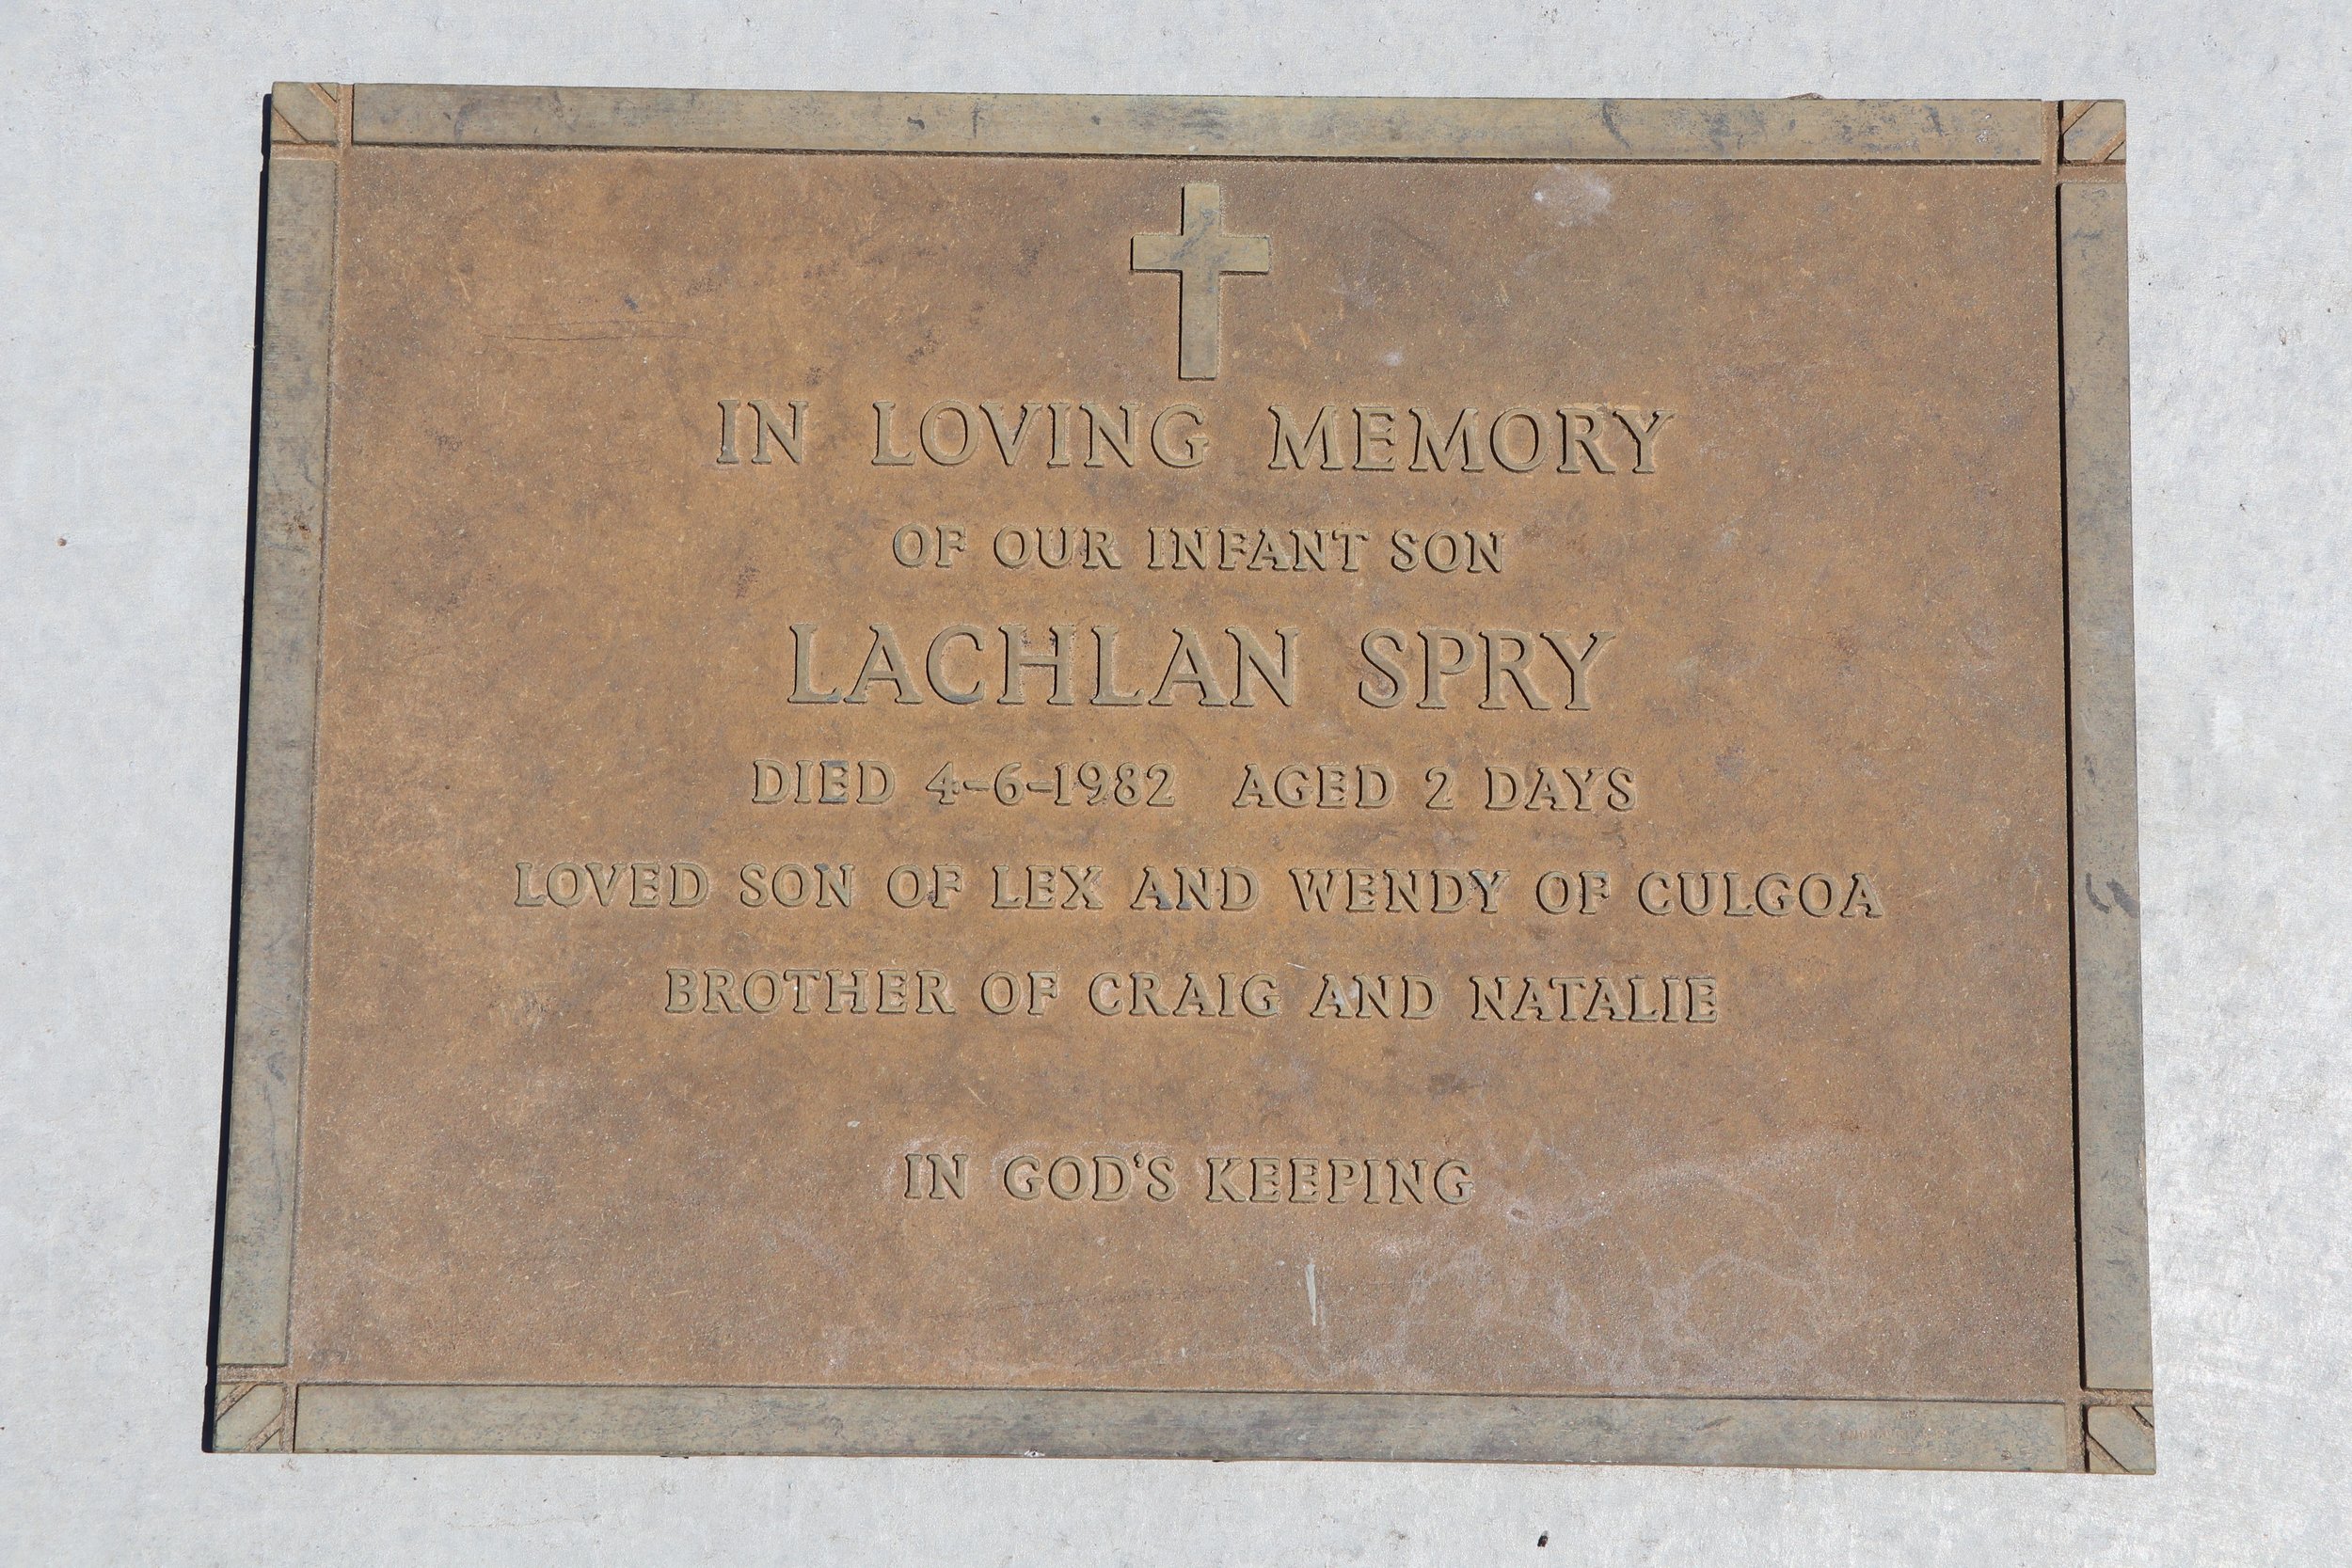 IN LOVING MEMORY
OF OUR INFANT SON
LACHLAN SPRY
DIED 4-6-1982 AGED 2 DAYS
LOVED SON OF LEX AND WENDY OF CULGOA
BROTHER OF CRAIG AND NATALIE
IN GOD'S KEEPING